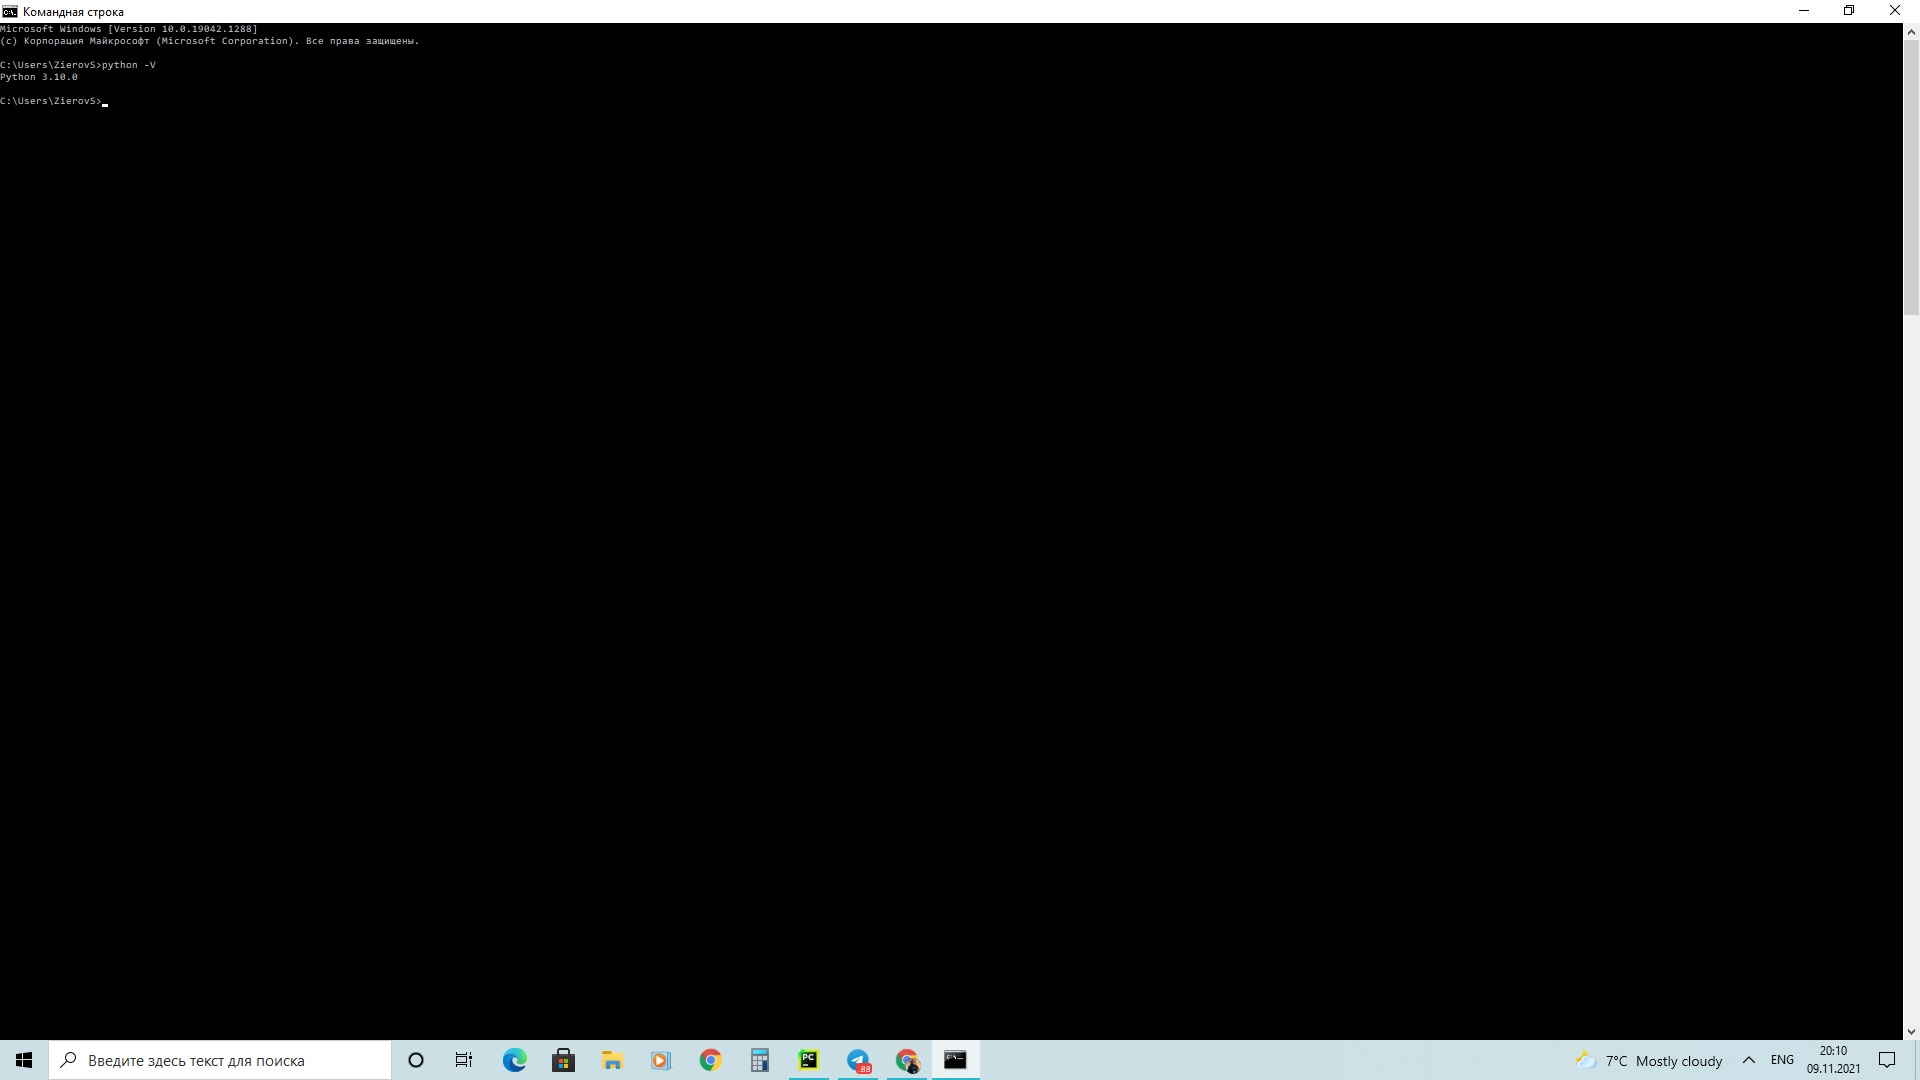 Командная строка
Microsoft Windows [Version 10.0.19042.1288]
(c) Корпорация Майкрософт (Microsoft Corporation). Все права защищены.
C:\Users\ZierovS>python -V
Python 3.10.0
C:\Users\ZierovS>
Введите здесь текст для поиска
PC
.88
7°C Mostly cloudy
ENG
20:10
09.11.2021